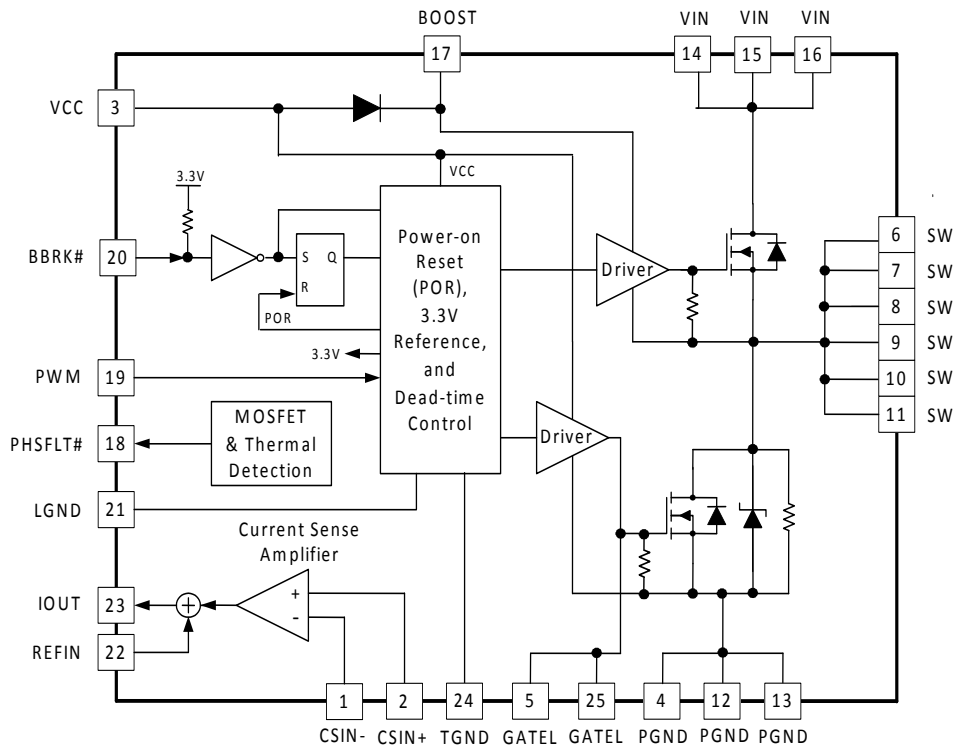 BOOST
VIN
VIN
VIN
17
14
15
16
VCC
3
VCC
3.3V
BBRK#
20
S
Q
R
POR
3.3V
Power-on
Reset
(POR),
3.3V
Reference,
and
Dead-time
Control
Driver
6
SW
7
SW
8
SW
9
SW
10
SW
11
SW
PWM
19
PHSFLT#
18
MOSFET
& Thermal
Detection
Driver
LGND
21
Current Sense
Amplifier
IOUT
23
+
-
REFIN
22
1
2
24
5
25
4
12
13
CSIN-
CSIN+
TGND
GATEL
GATEL
PGND
PGND
PGND